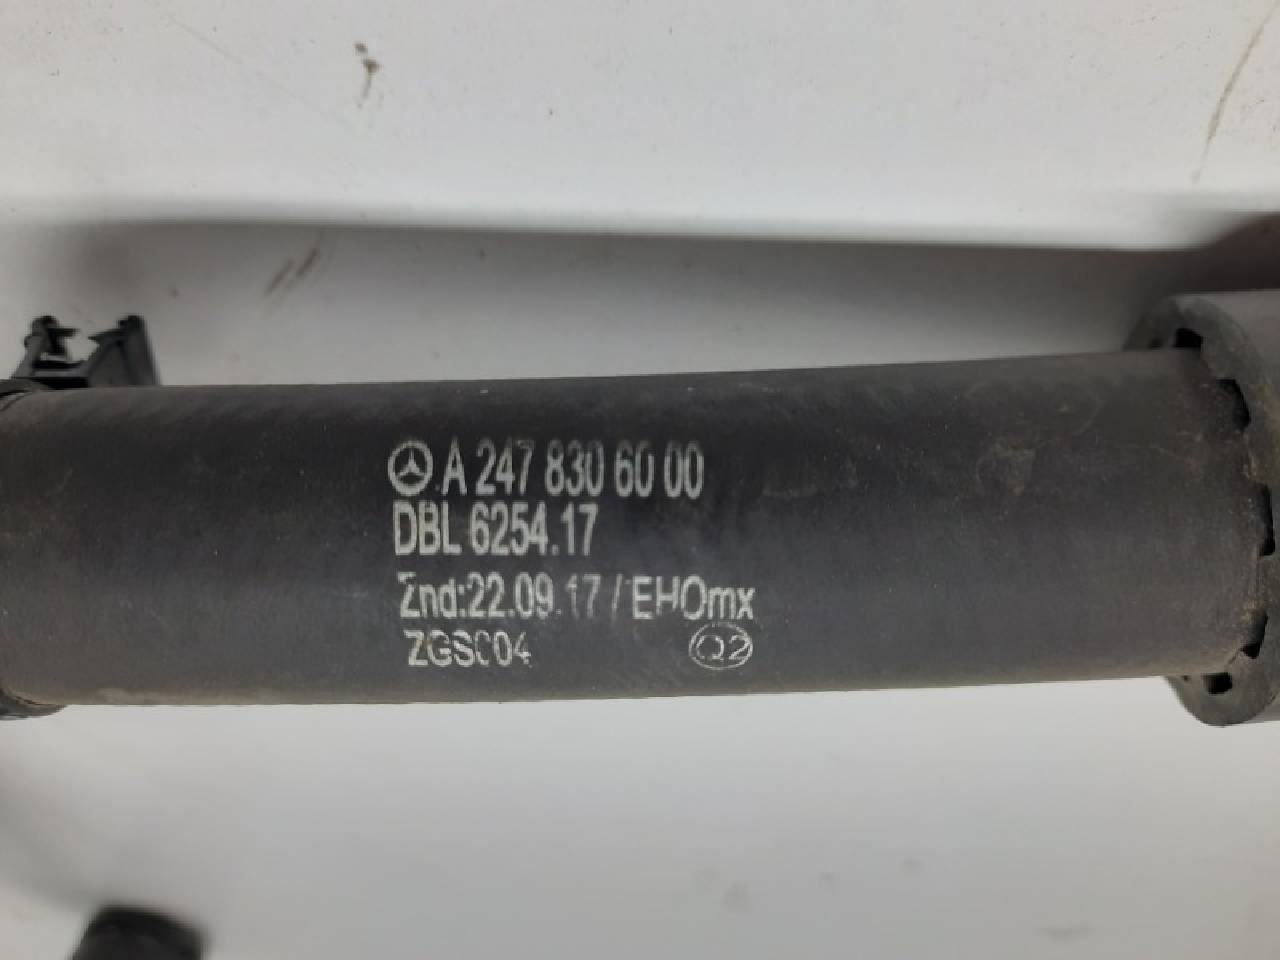 A 247 830 60 00
DBL 6254.17
Znd:22.09.17 / EHOmx
ZGS004 Q2